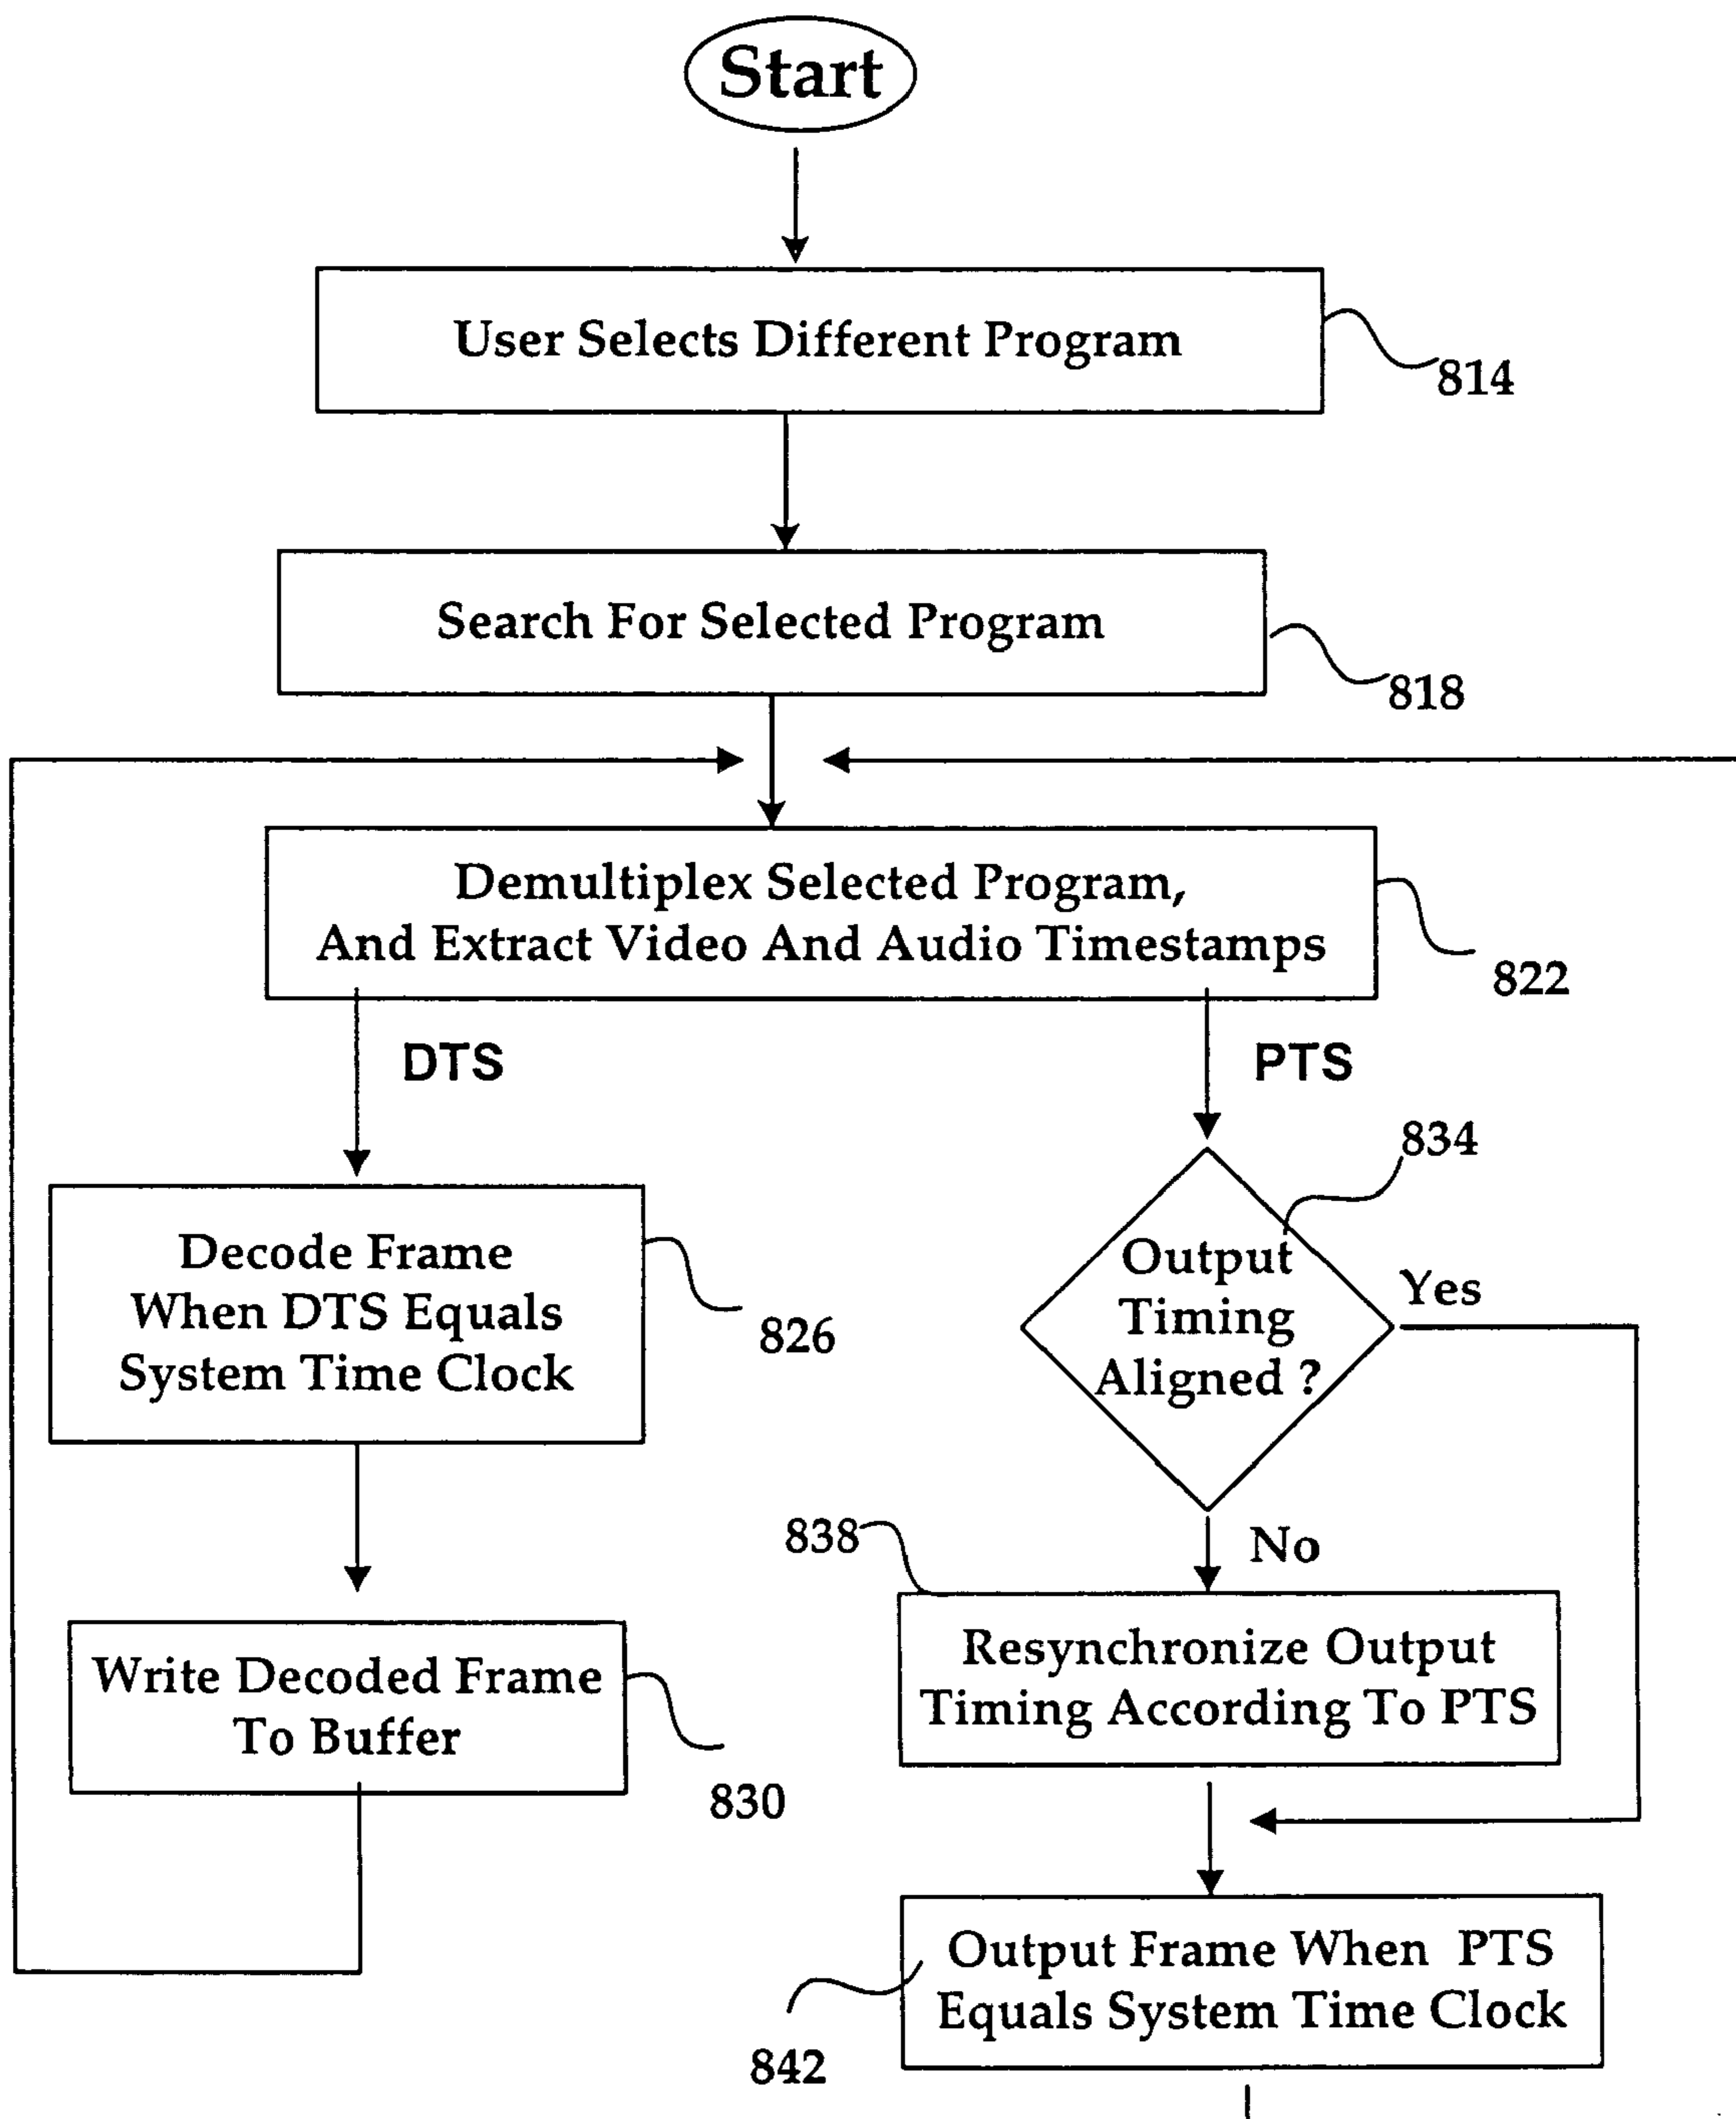 Start
User Selects Different Program
814
Search For Selected Program
818
Demultiplex Selected Program,
And Extract Video And Audio Timestamps
822
DTS
PTS
834
Decode Frame
When DTS Equals
System Time Clock
826
Output
Timing
Aligned ?
Yes
No
838
Resynchronize Output
Timing According To PTS
Write Decoded Frame
To Buffer
830
Output Frame When PTS
Equals System Time Clock
842